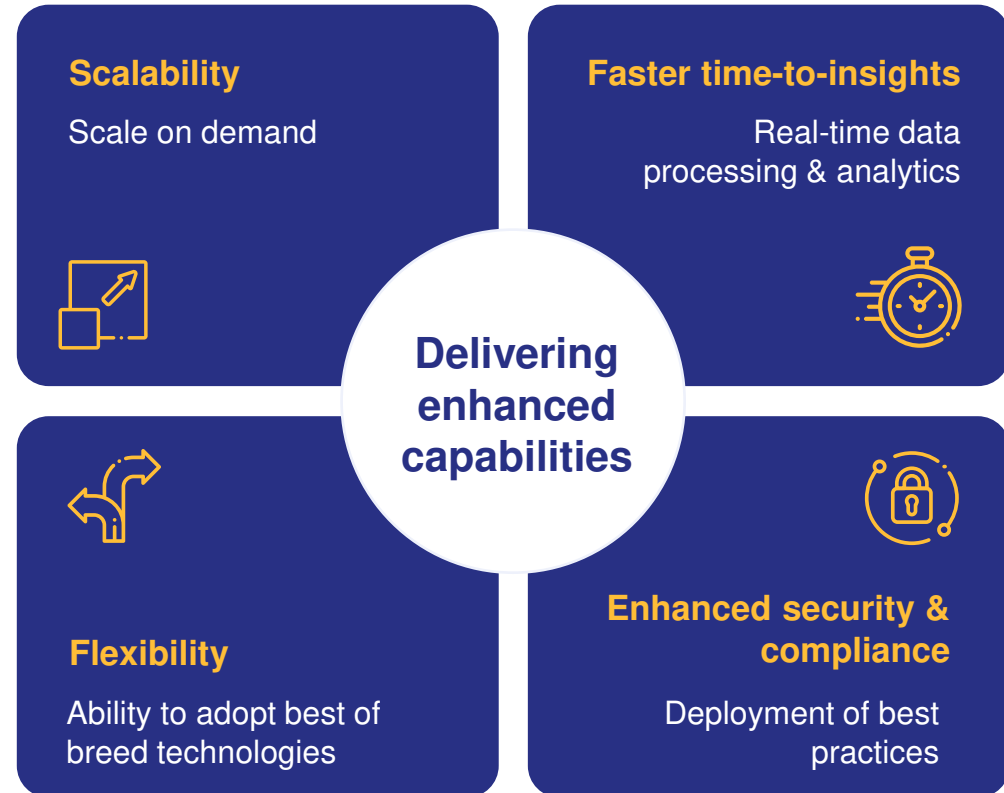 Scalability
Scale on demand
Faster time-to-insights
Real-time data
processing & analytics
Delivering
enhanced
capabilities
Flexibility
Ability to adopt best of
breed technologies
Enhanced security &
compliance
Deployment of best
practices